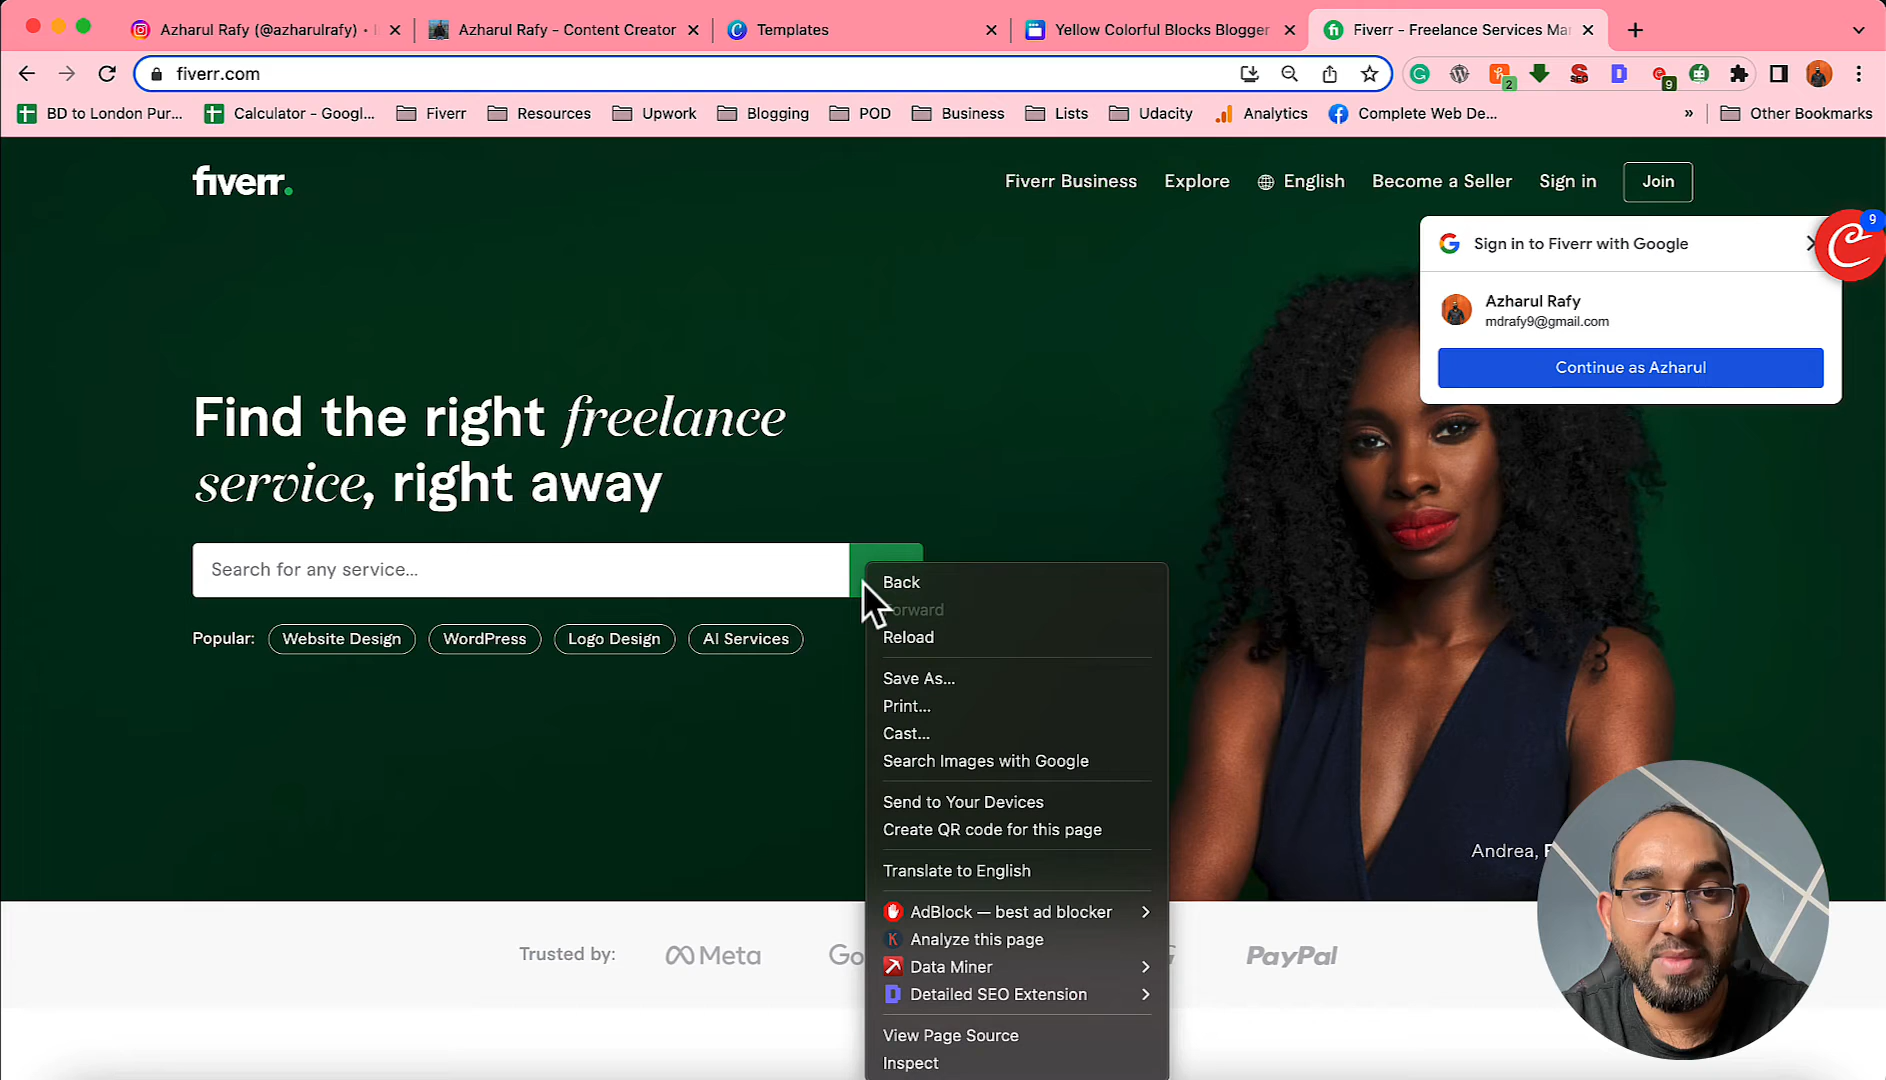 Azharul Rafy (@azharulrafy) •
Azharul Rafy – Content Creator
Templates
Yellow Colorful Blocks Blogger
Fiverr - Freelance Services Mar
fiverr.com
2
SEO
9
BD to London Pur...
Calculator - Googl...
Fiverr
Resources
Upwork
Blogging
POD
Business
Lists
Udacity
Analytics
Complete Web De...
»
Other Bookmarks
fiverr.
Fiverr Business
Explore
English
Become a Seller
Sign in
Join
9
Sign in to Fiverr with Google
Azharul Rafy
mdrafy9@gmail.com
Continue as Azharul
Find the right freelance
service, right away
Search for any service...
Popular:
Website Design
WordPress
Logo Design
AI Services
Back
Reload
Save As...
Print...
Cast...
Search Images with Google
Send to Your Devices
Create QR code for this page
Translate to English
AdBlock — best ad blocker
Analyze this page
Data Miner
Detailed SEO Extension
View Page Source
Inspect
Andrea,
Trusted by:
Meta
Go
PayPal